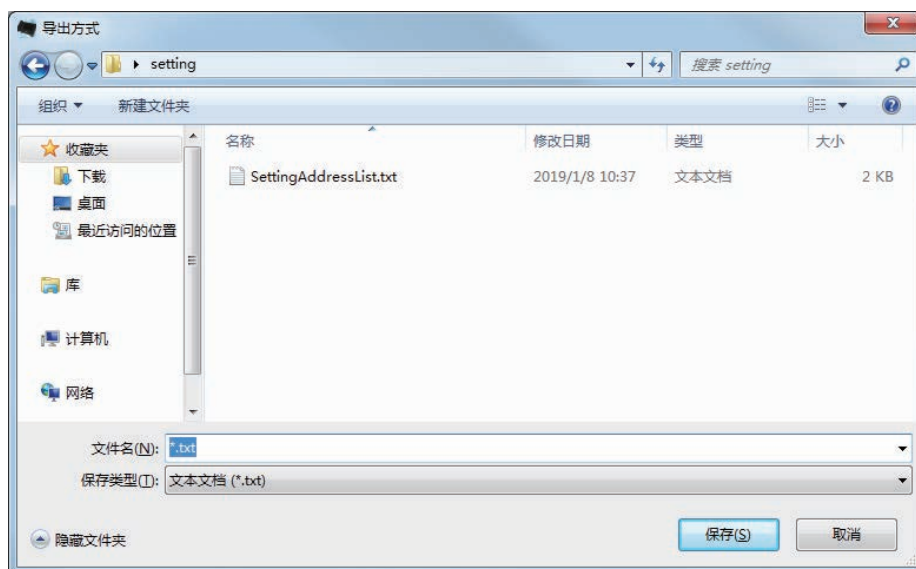 导出方式
setting
搜索 setting
组织 新建文件夹
名称 修改日期 类型 大小
收藏夹
SettingAddressList.txt 2019/1/8 10:37 文本文档 2 KB
下载
桌面
最近访问的位置
库
计算机
网络
文件名(N): *.txt
保存类型(T): 文本文档 (*.txt)
隐藏文件夹
保存(S) 取消